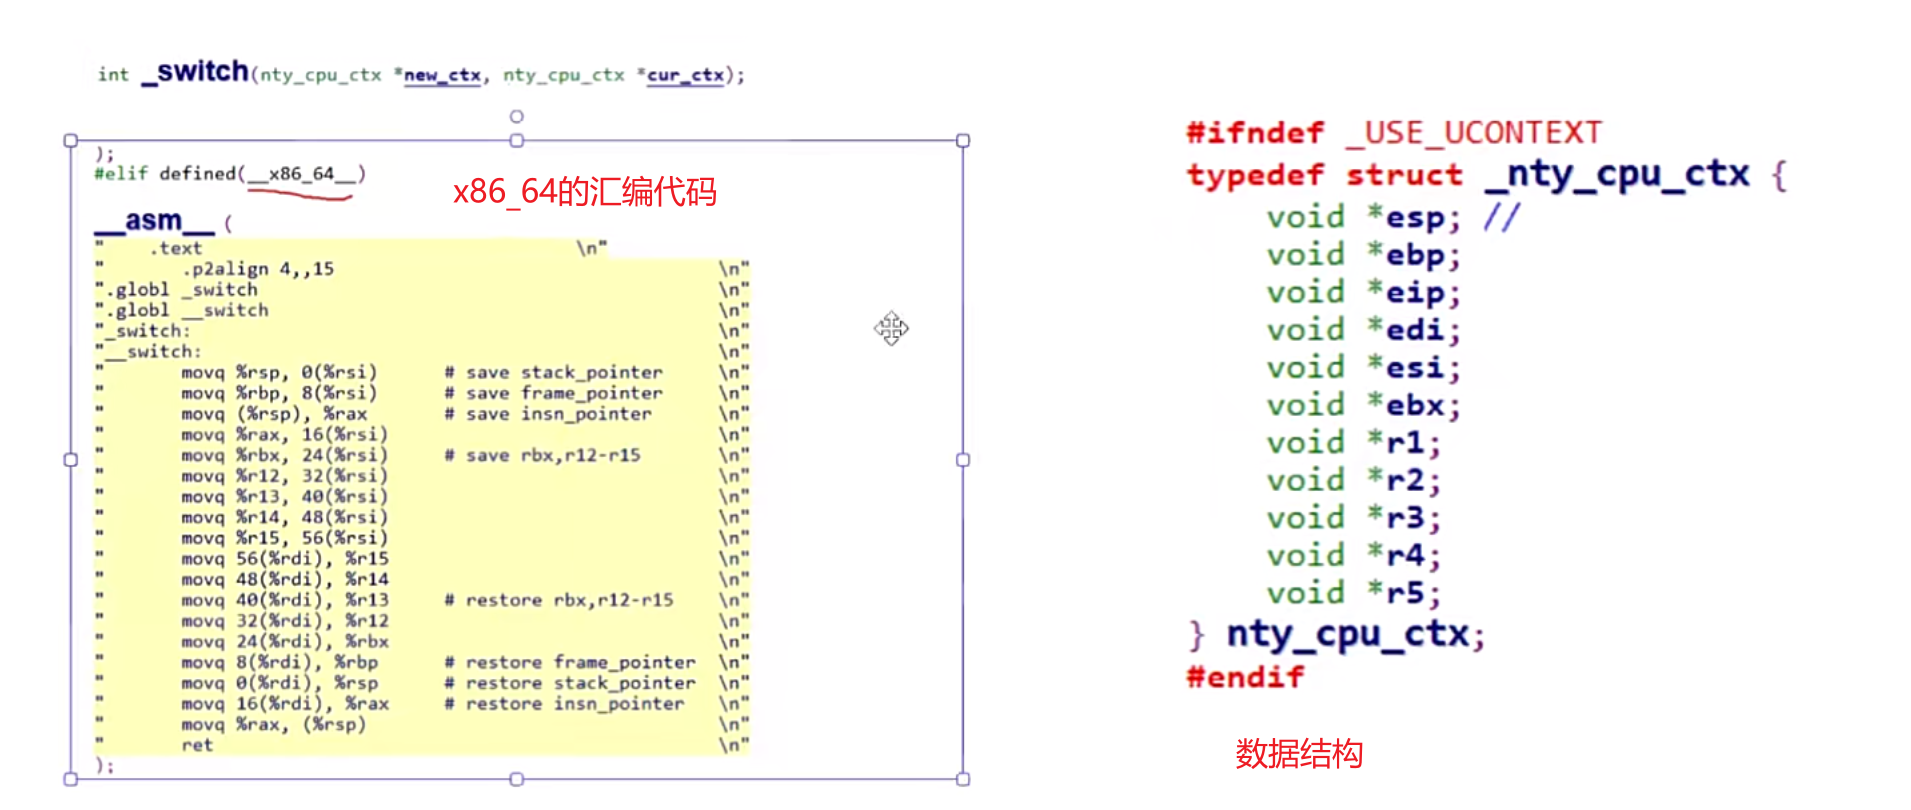 int _switch(nty_cpu_ctx *new_ctx, nty_cpu_ctx *cur_ctx);
);
#elif defined(__x86_64__)
x86_64的汇编代码
__asm__ (
"    .text                                  \n"
"       .p2align 4,,15                                   \n"
".globl _switch                                          \n"
".globl __switch                                         \n"
"_switch:                                                \n"
"__switch:                                               \n"
"       movq %rsp, 0(%rsi)      # save stack_pointer     \n"
"       movq %rbp, 8(%rsi)      # save frame_pointer     \n"
"       movq (%rsp), %rax       # save insn_pointer      \n"
"       movq %rax, 16(%rsi)                              \n"
"       movq %rbx, 24(%rsi)     # save rbx,r12-r15       \n"
"       movq %r12, 32(%rsi)                              \n"
"       movq %r13, 40(%rsi)                              \n"
"       movq %r14, 48(%rsi)                              \n"
"       movq %r15, 56(%rsi)                              \n"
"       movq 56(%rdi), %r15                              \n"
"       movq 48(%rdi), %r14                              \n"
"       movq 40(%rdi), %r13     # restore rbx,r12-r15    \n"
"       movq 32(%rdi), %r12                              \n"
"       movq 24(%rdi), %rbx                              \n"
"       movq 8(%rdi), %rbp      # restore frame_pointer  \n"
"       movq 0(%rdi), %rsp      # restore stack_pointer  \n"
"       movq 16(%rdi), %rax     # restore insn_pointer   \n"
"       movq %rax, (%rsp)                                \n"
"       ret                                              \n"
);
#ifndef _USE_UCONTEXT
typedef struct _nty_cpu_ctx {
    void *esp; //
    void *ebp;
    void *eip;
    void *edi;
    void *esi;
    void *ebx;
    void *r1;
    void *r2;
    void *r3;
    void *r4;
    void *r5;
} nty_cpu_ctx;
#endif
数据结构